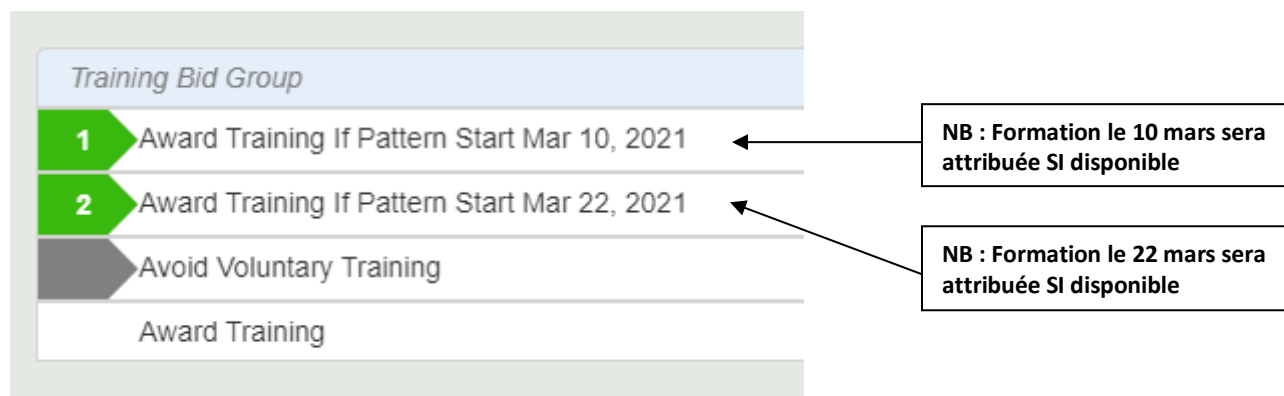 Training Bid Group
1 Award Training If Pattern Start Mar 10, 2021
NB : Formation le 10 mars sera
attribuée SI disponible
2 Award Training If Pattern Start Mar 22, 2021
Avoid Voluntary Training
NB : Formation le 22 mars sera
attribuée SI disponible
Award Training